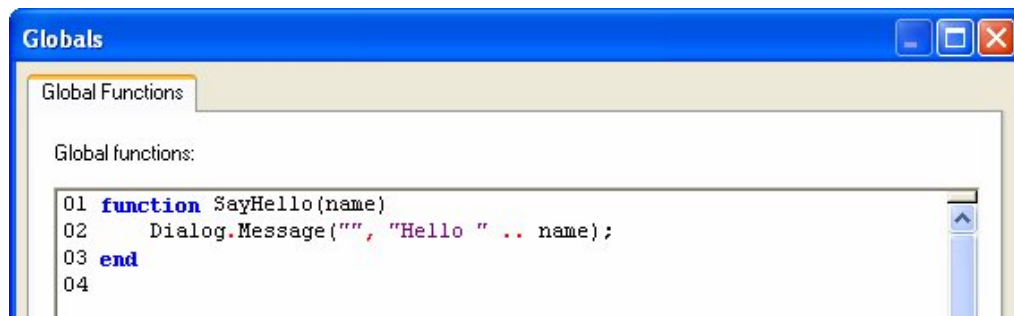 Globals
Global Functions
Global functions:
01 function SayHello(name)
02     Dialog.Message("", "Hello " .. name);
03 end
04